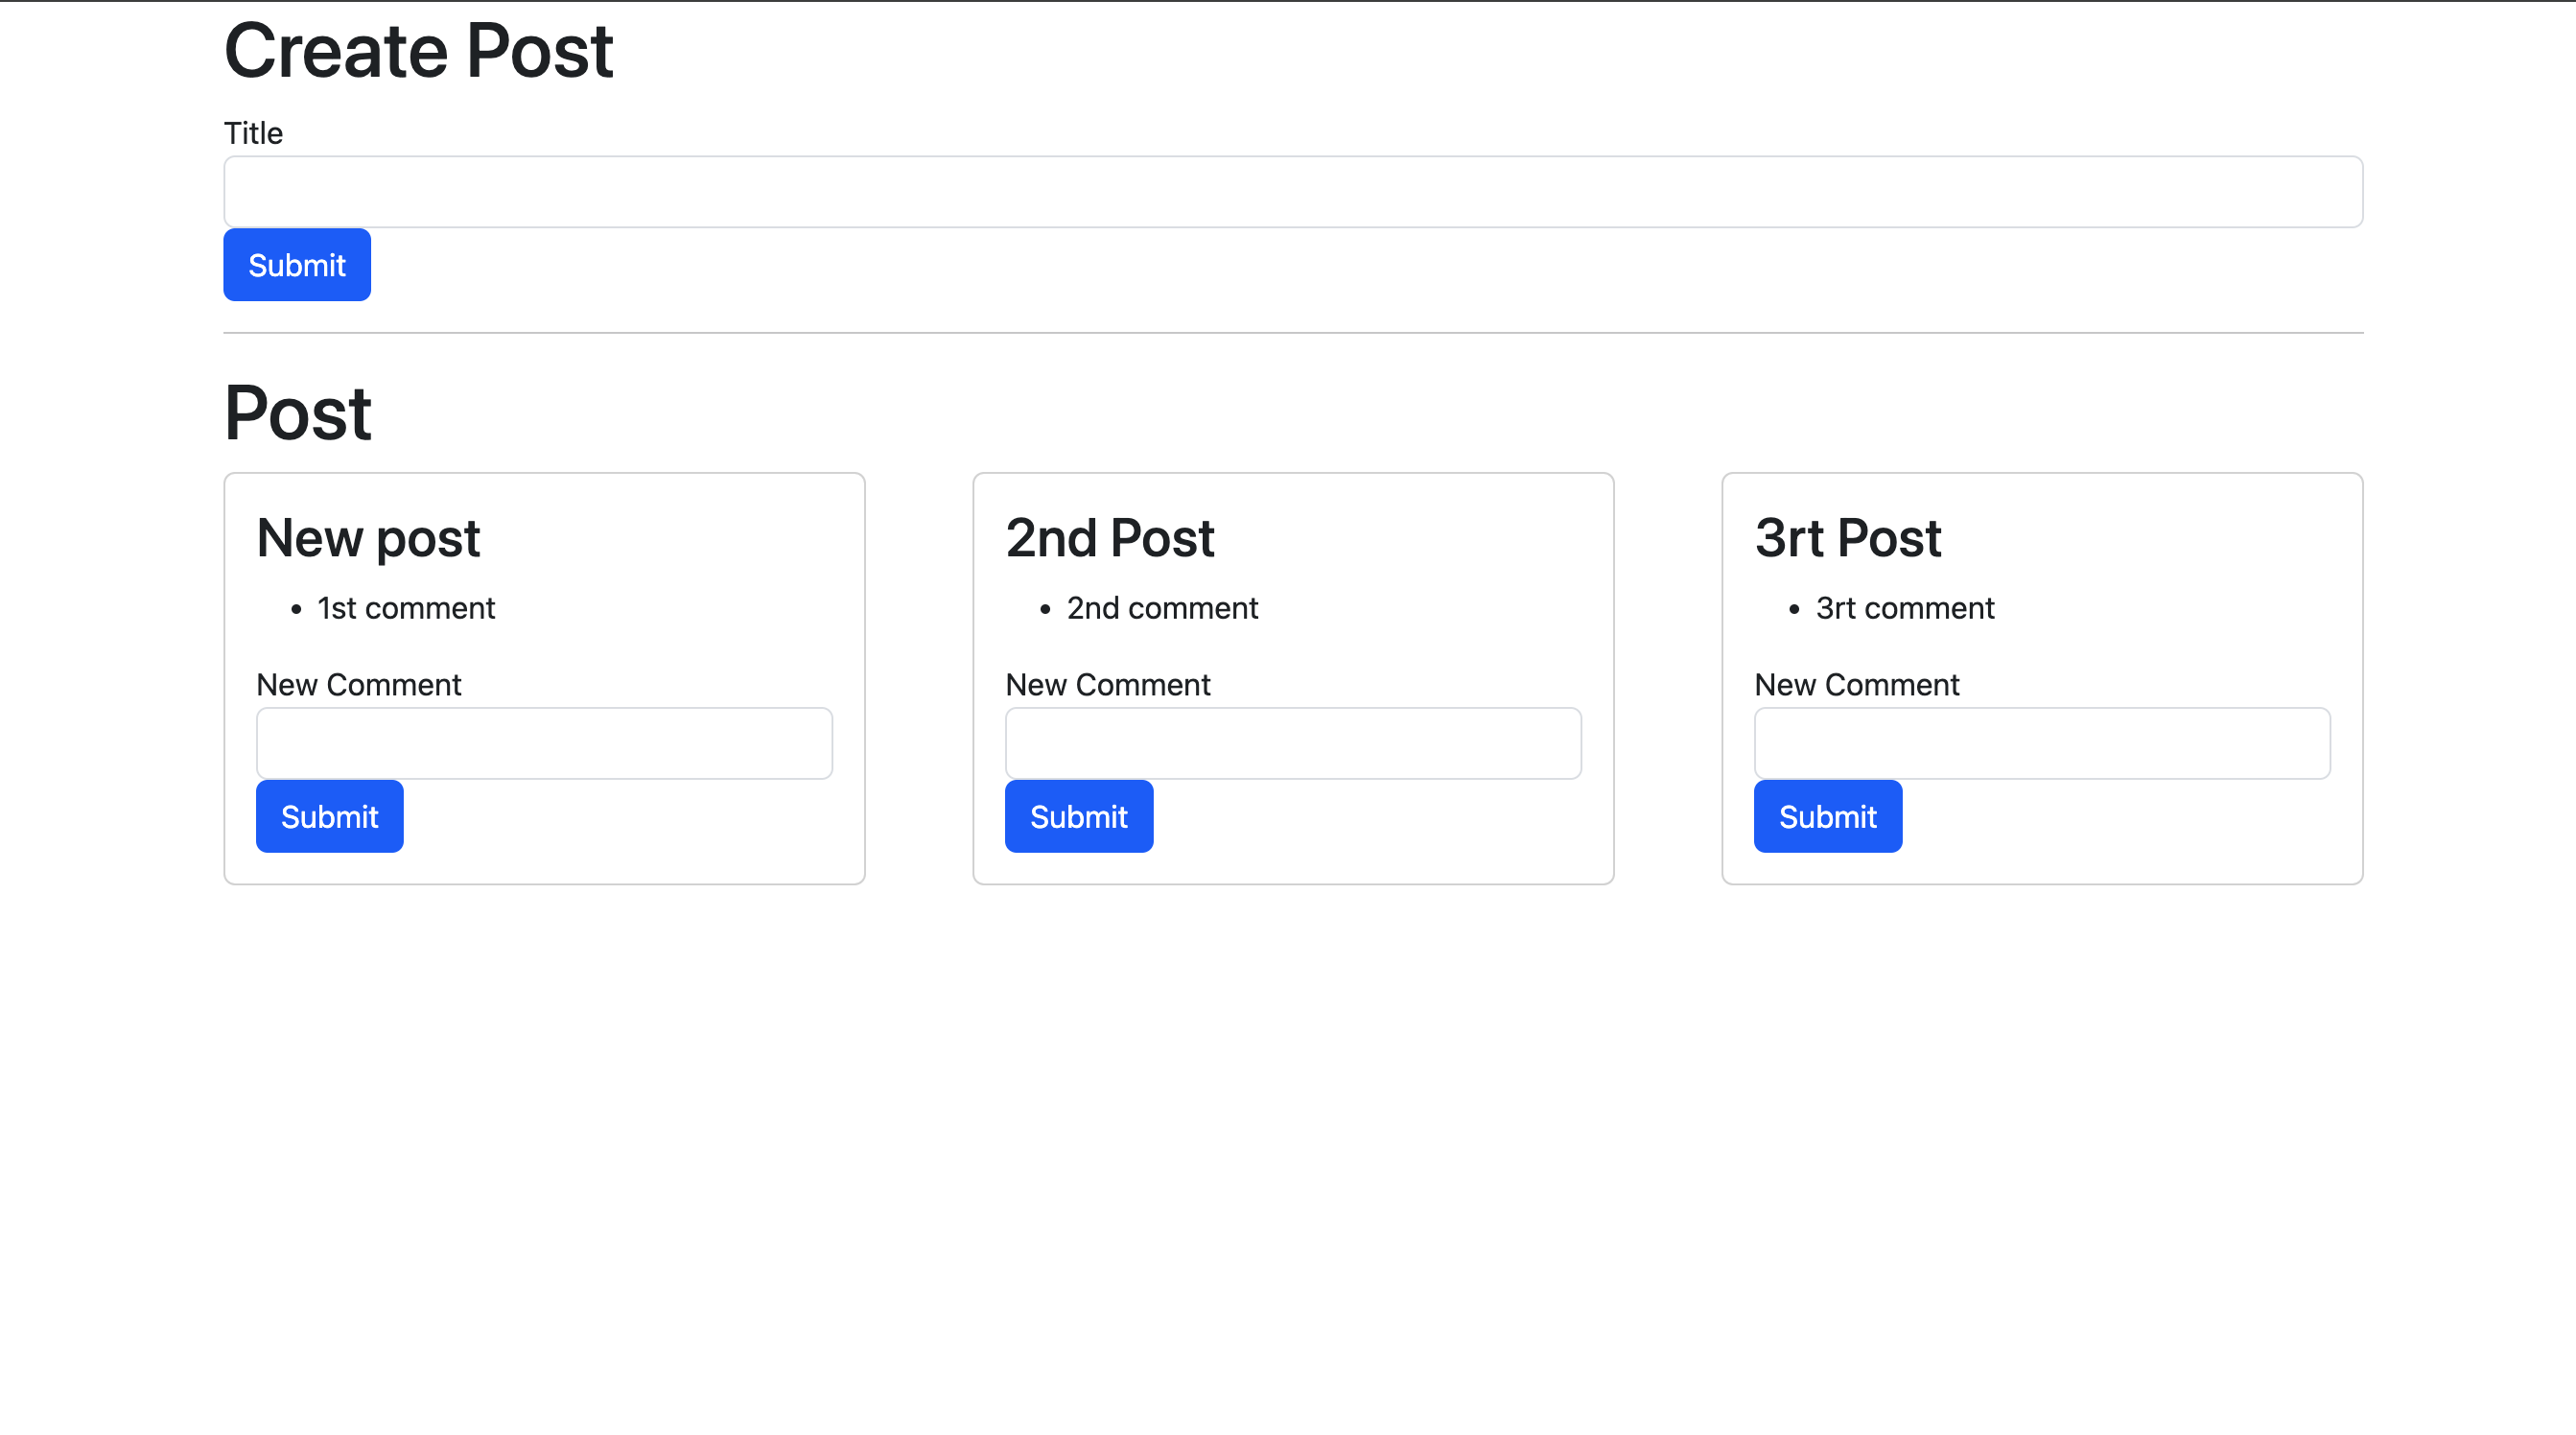 Create Post
Title
Submit
Post
New post
1st comment
New Comment
Submit
2nd Post
2nd comment
New Comment
Submit
3rt Post
3rt comment
New Comment
Submit